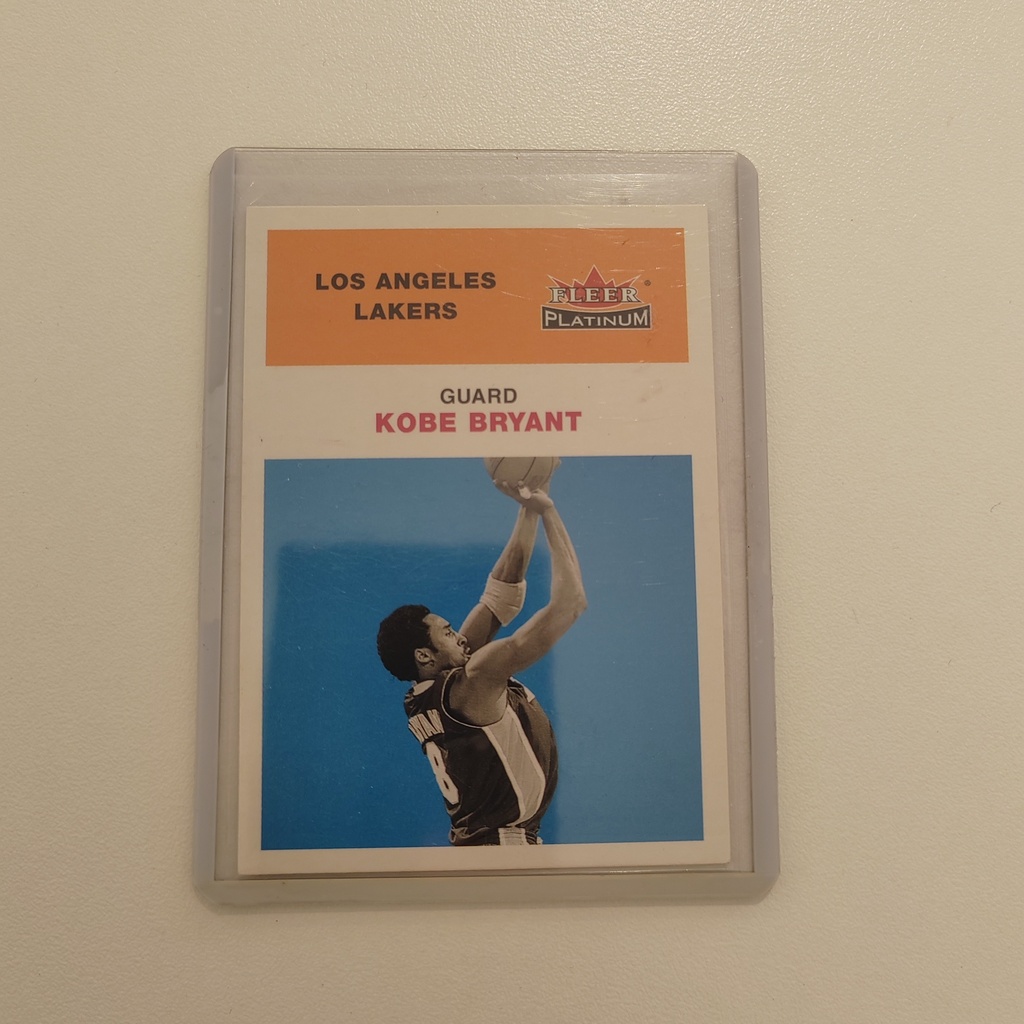 LOS ANGELES
LAKERS
FLEER
PLATINUM
GUARD
KOBE BRYANT
8